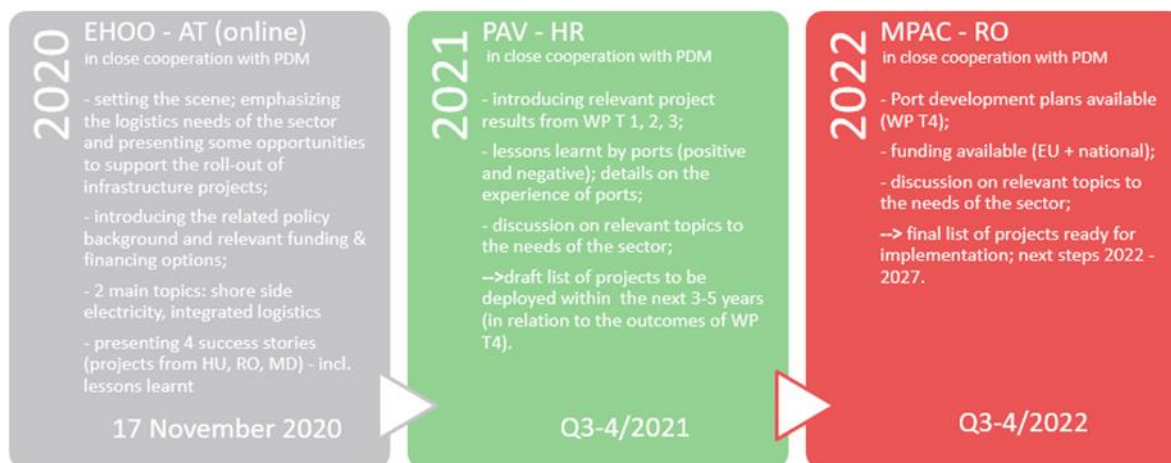 2020
EHOO - AT (online)
in close cooperation with PDM
- setting the scene; emphasizing
the logistics needs of the sector
and presenting some opportunities
to support the roll-out of
infrastructure projects;
- introducing the related policy
background and relevant funding &
financing options;
- 2 main topics: shore side
electricity, integrated logistics
- presenting 4 success stories
(projects from HU, RO, MD) - incl.
lessons learnt
17 November 2020
2021
PAV - HR
in close cooperation with PDM
- introducing relevant project
results from WP T 1, 2, 3;
- lessons learnt by ports (positive
and negative); details on the
experience of ports;
- discussion on relevant topics to
the needs of the sector;
-->draft list of projects to be
deployed within the next 3-5 years
(in relation to the outcomes of WP
T4).
Q3-4/2021
2022
MPAC - RO
in close cooperation with PDM
- Port development plans available
(WP T4);
- funding available (EU + national);
- discussion on relevant topics to
the needs of the sector;
--> final list of projects ready for
implementation; next steps 2022 -
2027.
Q3-4/2022